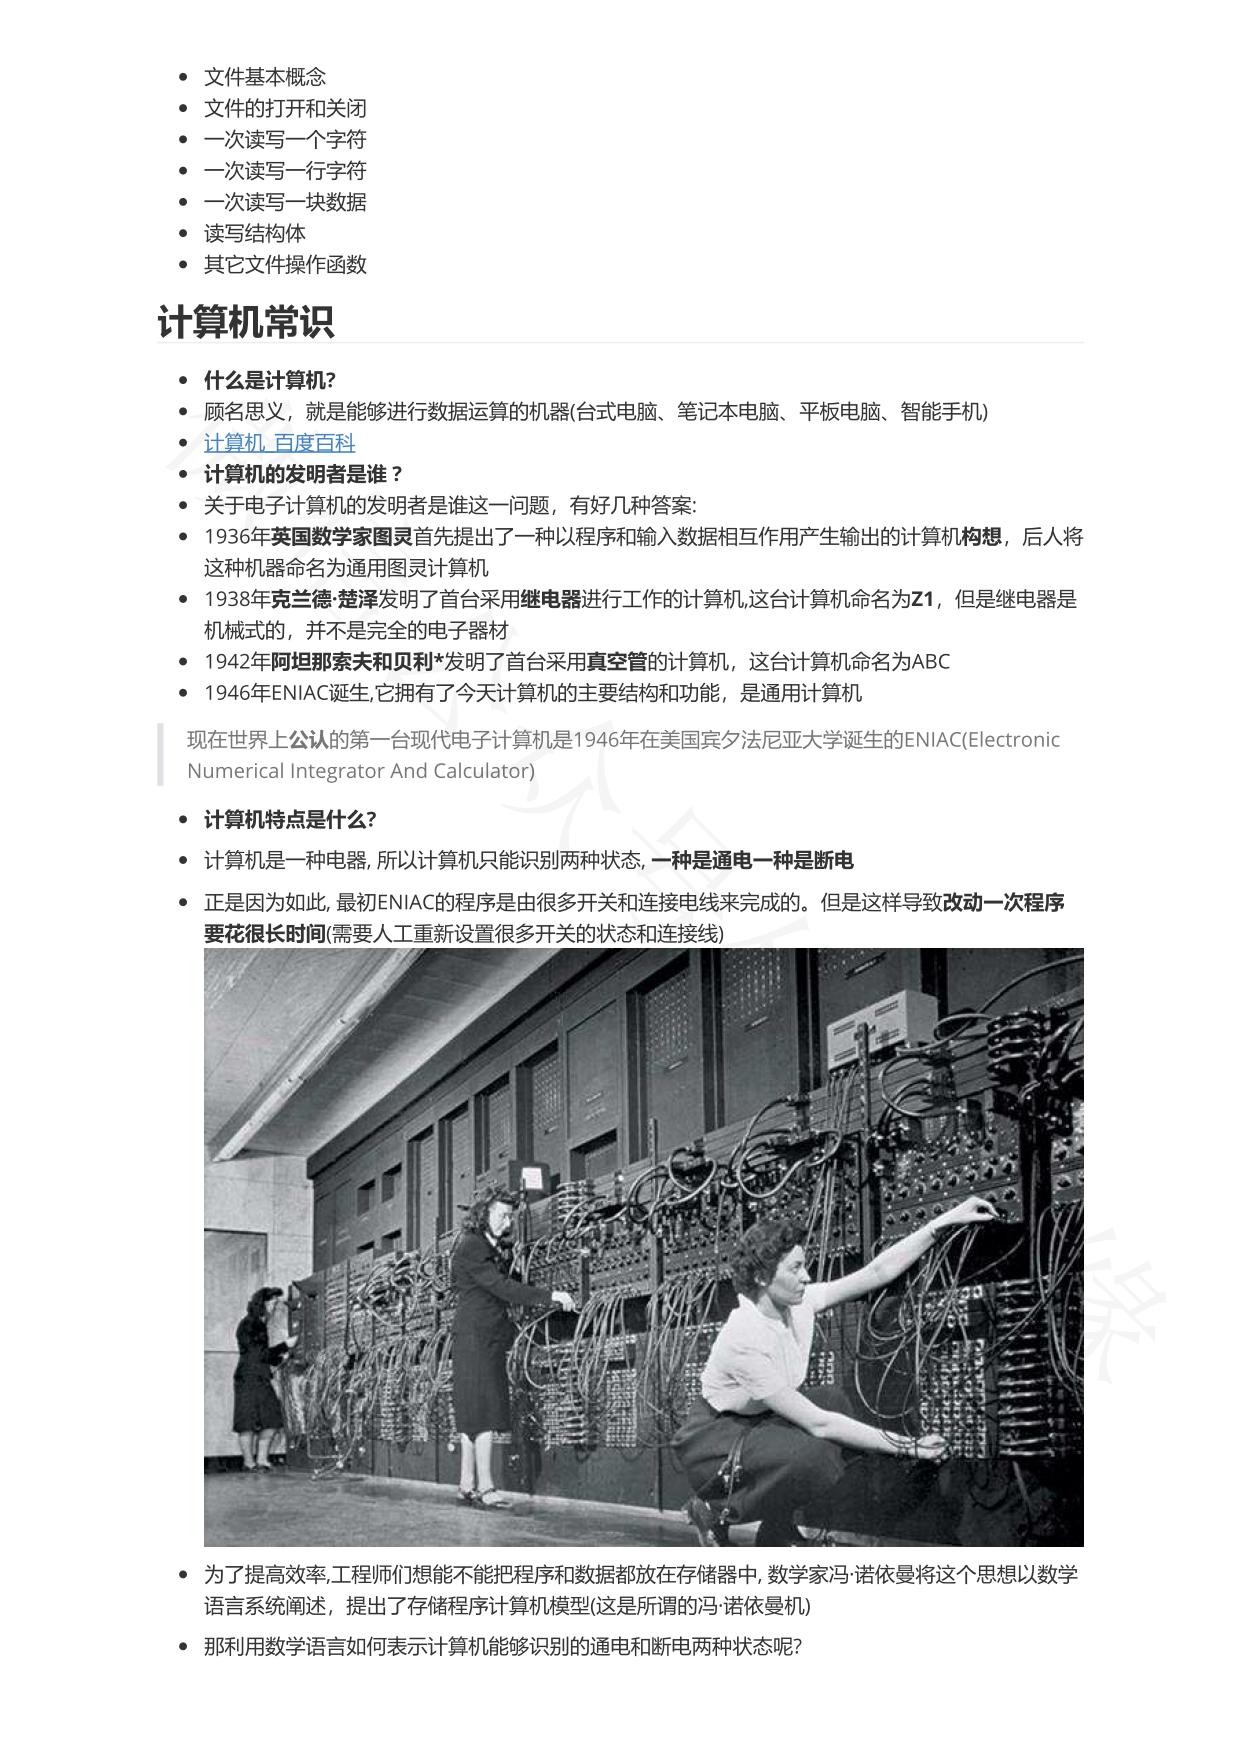 文件基本概念
文件的打开和关闭
一次读写一个字符
一次读写一行字符
一次读写一块数据
读写结构体
其它文件操作函数
计算机常识
什么是计算机?
顾名思义，就是能够进行数据运算的机器(台式电脑、笔记本电脑、平板电脑、智能手机)
计算机_百度百科
计算机的发明者是谁 ?
关于电子计算机的发明者是谁这一问题，有好几种答案:
1936年英国数学家图灵首先提出了一种以程序和输入数据相互作用产生输出的计算机构想，后人将
这种机器命名为通用图灵计算机
1938年克兰德·楚泽发明了首台采用继电器进行工作的计算机,这台计算机命名为Z1，但是继电器是
机械式的，并不是完全的电子器材
1942年阿坦那索夫和贝利*发明了首台采用真空管的计算机，这台计算机命名为ABC
1946年ENIAC诞生,它拥有了今天计算机的主要结构和功能，是通用计算机
现在世界上公认的第一台现代电子计算机是1946年在美国宾夕法尼亚大学诞生的ENIAC(Electronic
Numerical Integrator And Calculator)
计算机特点是什么?
计算机是一种电器, 所以计算机只能识别两种状态, 一种是通电一种是断电
正是因为如此, 最初ENIAC的程序是由很多开关和连接电线来完成的。但是这样导致改动一次程序
要花很长时间(需要人工重新设置很多开关的状态和连接线)
为了提高效率,工程师们想能不能把程序和数据都放在存储器中, 数学家冯·诺依曼将这个思想以数学
语言系统阐述，提出了存储程序计算机模型(这是所谓的冯·诺依曼机)
那利用数学语言如何表示计算机能够识别的通电和断电两种状态呢?